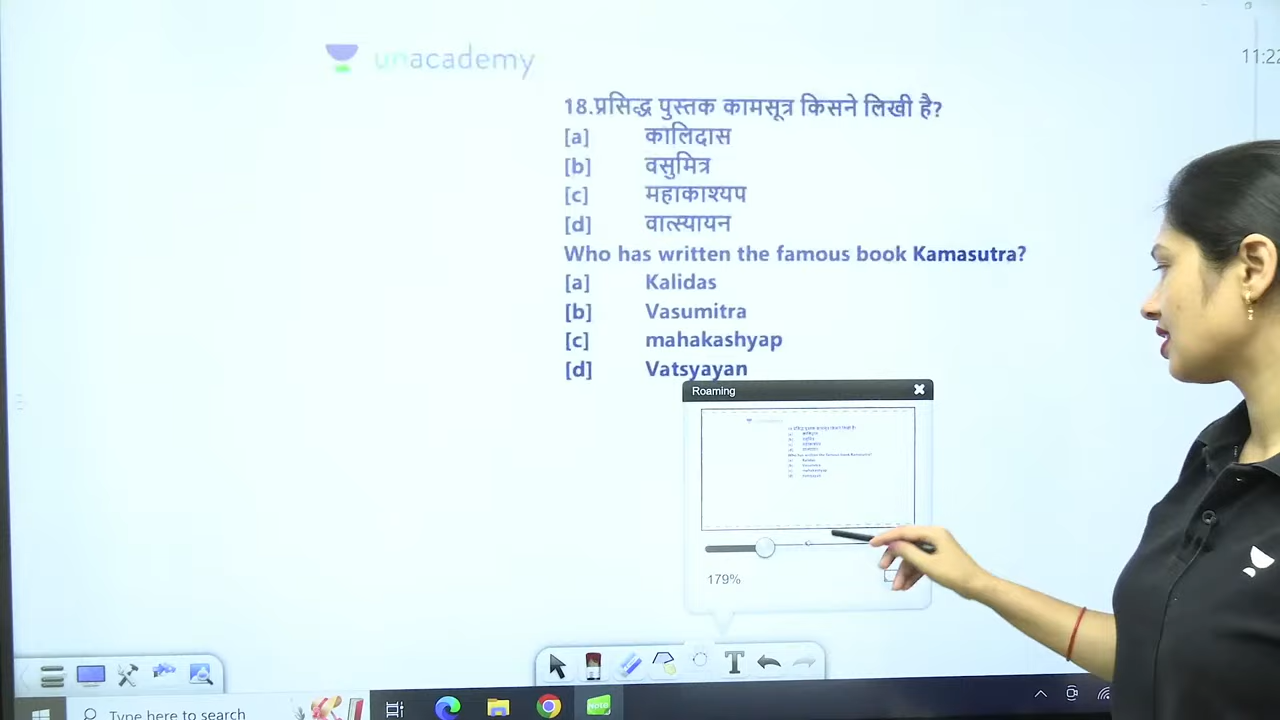 unacademy
11:22
18.प्रसिद्ध पुस्तक कामसूत्र किसने लिखी है?
[a] कालिदास
[b] वसुमित्र
[c] महाकाश्यप
[d] वात्स्यायन
Who has written the famous book Kamasutra?
[a] Kalidas
[b] Vasumitra
[c] mahakashyap
[d] Vatsyayan
Roaming
179%
T
Type here to search